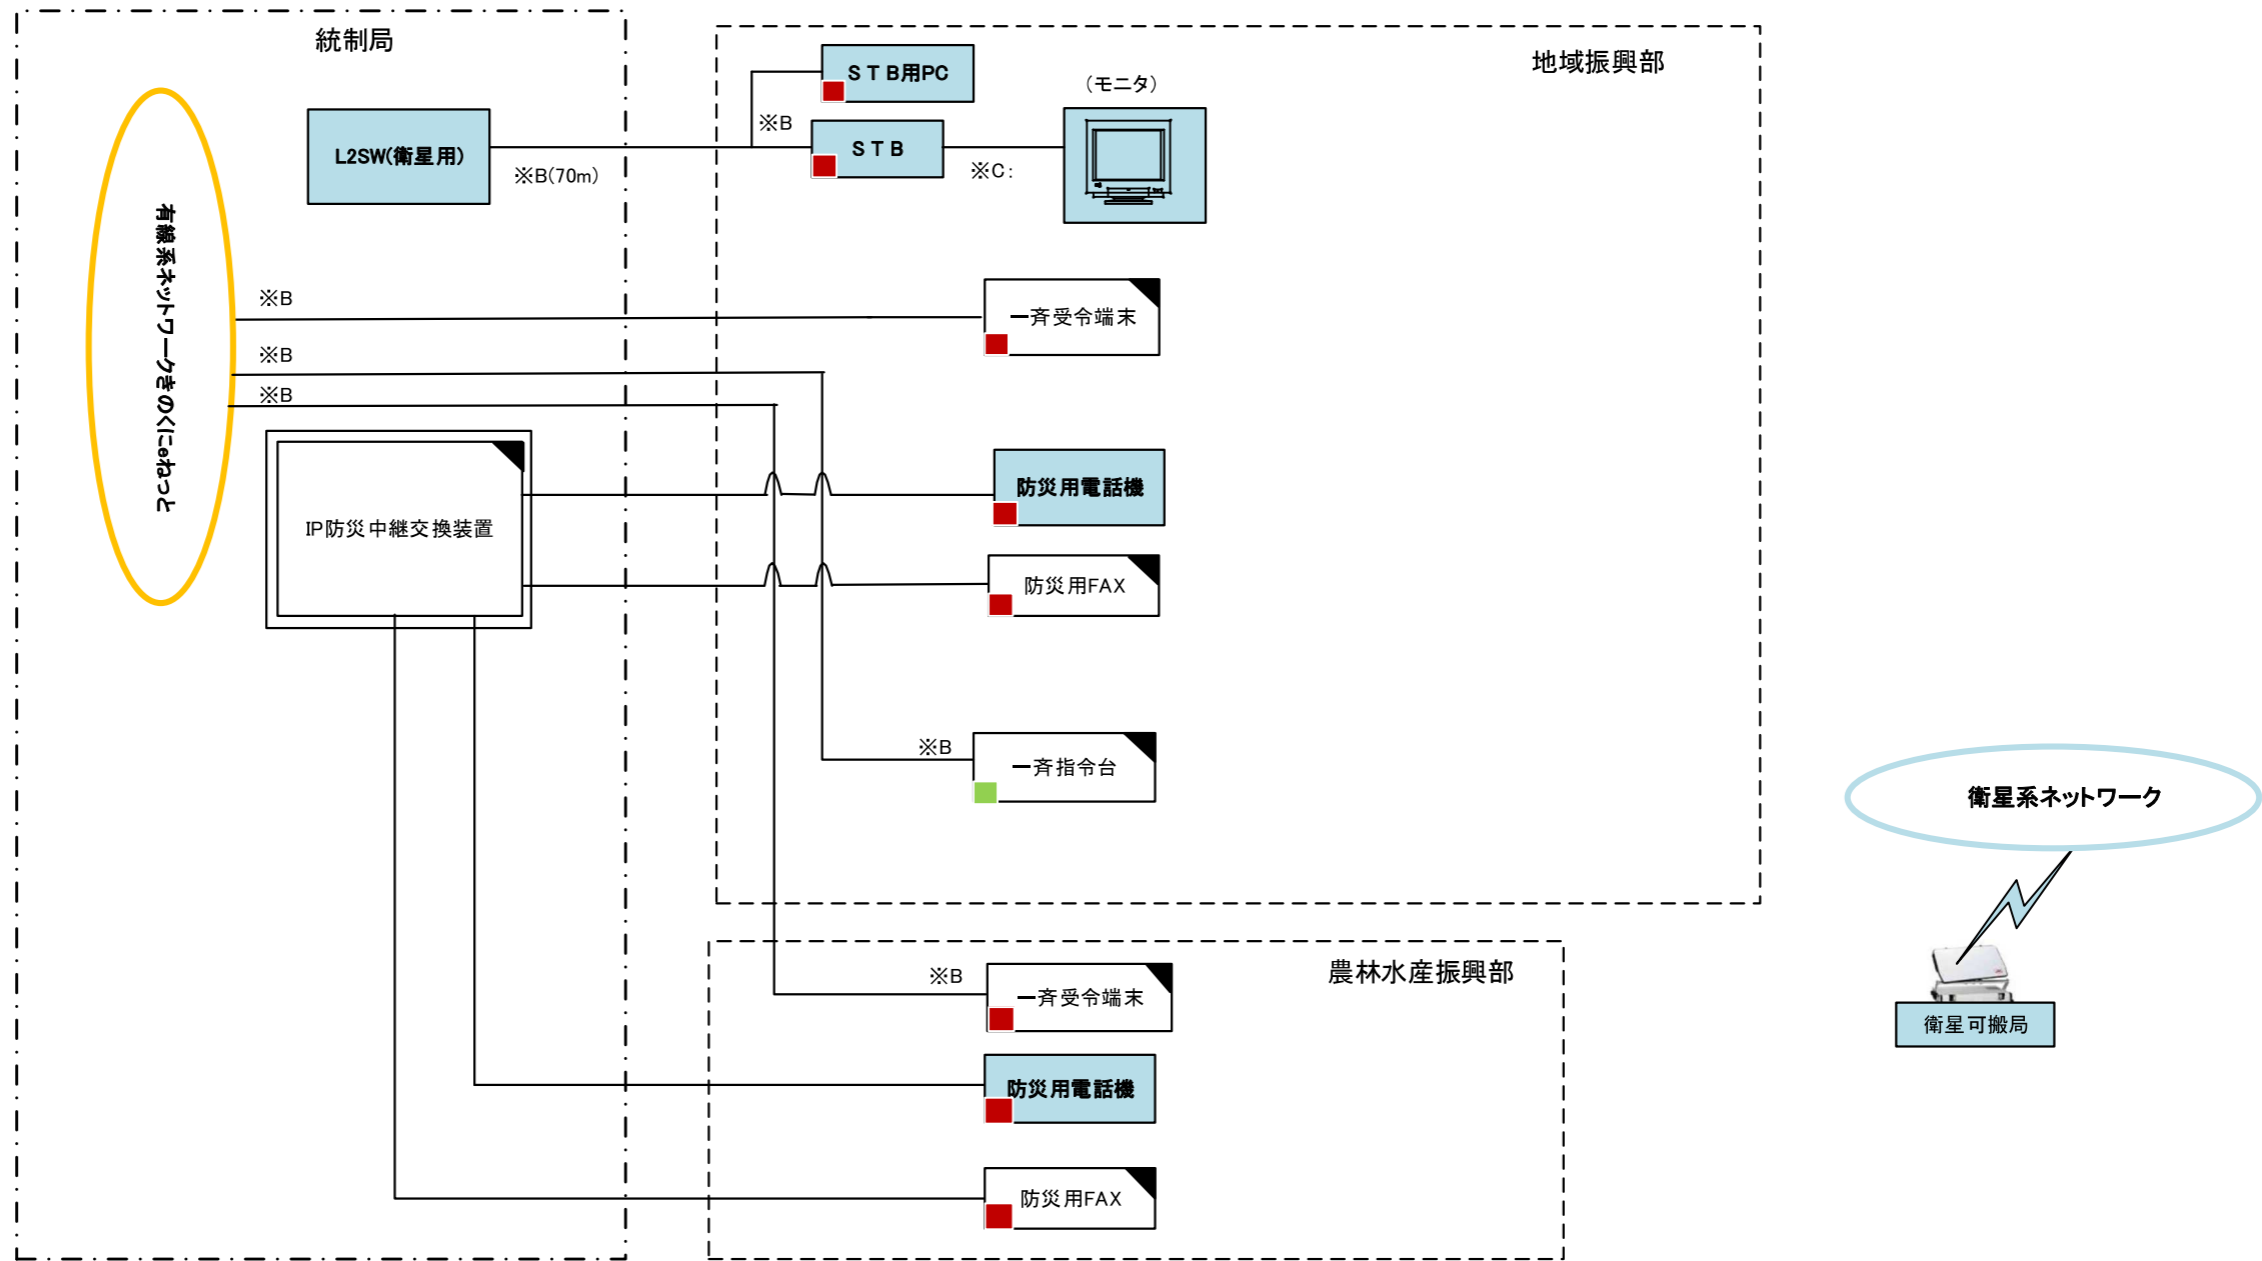 統制局
地域振興部
ＳＴＢ用PC
(モニタ)
※B
L2SW(衛星用)
ＳＴＢ
※B(70m)
※C：
有線系ネットワークきのくにeねっと
※B
一斉受令端末
※B
※B
防災用電話機
IP防災中継交換装置
防災用FAX
※B
一斉指令台
衛星系ネットワーク
農林水産振興部
※B
一斉受令端末
衛星可搬局
防災用電話機
防災用FAX